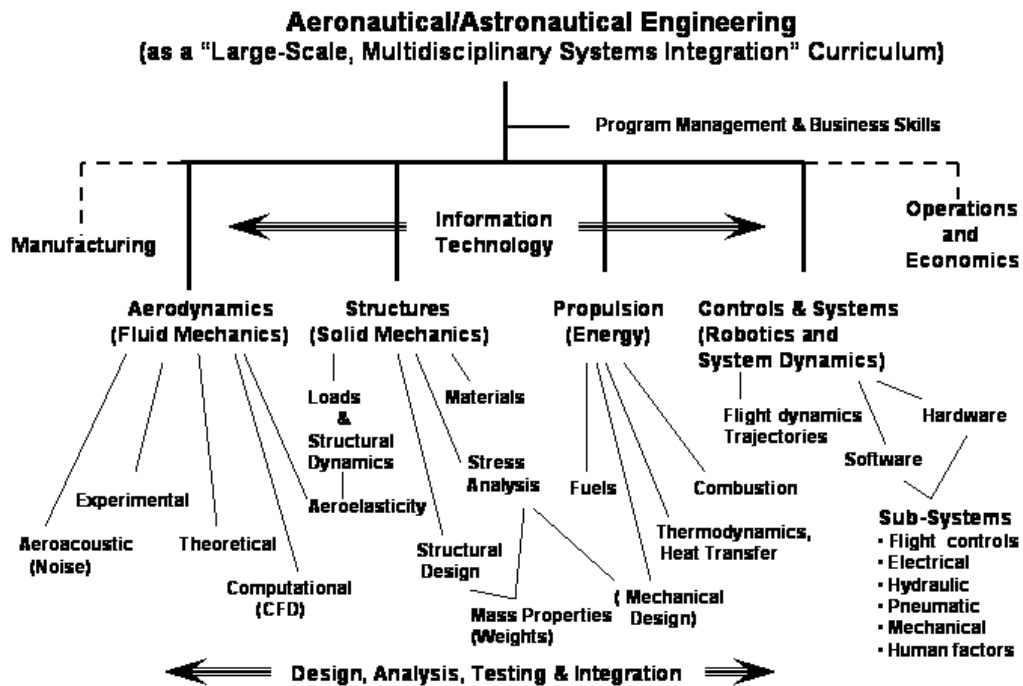 Aeronautical/Astronautical Engineering
(as a “Large-Scale, Multidisciplinary Systems Integration” Curriculum)
Program Management & Business Skills
Manufacturing
Information
Technology
Operations
and
Economics
Aerodynamics
(Fluid Mechanics)
Structures
(Solid Mechanics)
Propulsion
(Energy)
Controls & Systems
(Robotics and
System Dynamics)
Aeroacoustic
(Noise)
Experimental
Theoretical
Computational
(CFD)
Loads
&
Structural
Dynamics
Aeroelasticity
Materials
Stress
Analysis
Structural
Design
Mass Properties
(Weights)
Fuels
( Mechanical
Design)
Thermodynamics,
Heat Transfer
Combustion
Flight dynamics
Trajectories
Software
Hardware
Sub-Systems
· Flight controls
· Electrical
· Hydraulic
· Pneumatic
· Mechanical
· Human factors
Design, Analysis, Testing & Integration